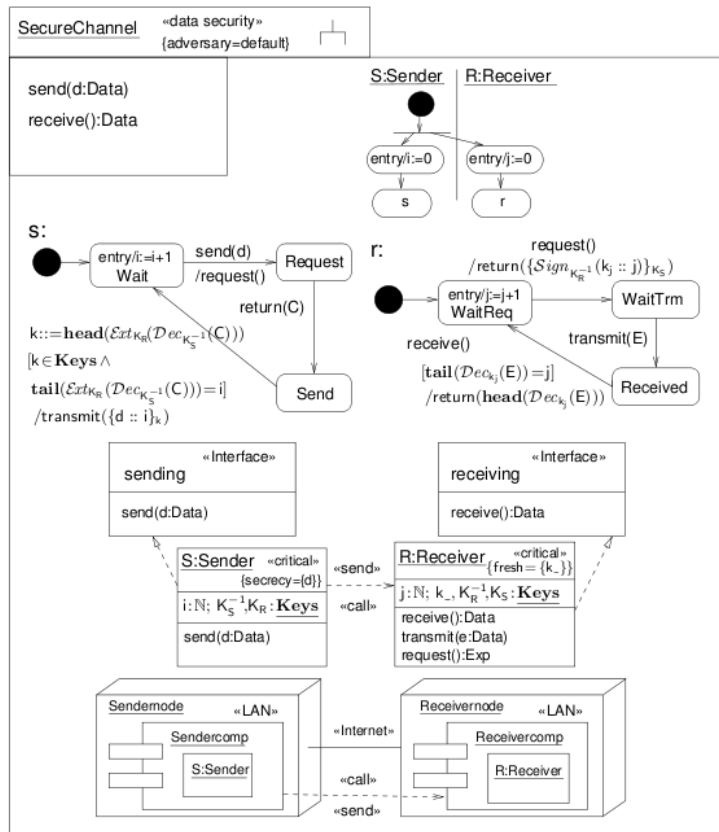 SecureChannel
«data security»
{adversary=default}
send(d:Data)
receive():Data
S:Sender
R:Receiver
entry/i:=0
entry/j:=0
s
r
s:
entry/i:=i+1
Wait
send(d)
/request()
Request
return(C)
k::=head(Ext_{K_R}(Dec_{K_S^{-1}}(C)))
[k∈Keys ∧
tail(Ext_{K_R}(Dec_{K_S^{-1}}(C)))=i]
/transmit({d :: i}_k)
Send
r:
request()
/return({Sign_{K_R^{-1}}(k_j :: j)}_{K_S})
entry/j:=j+1
WaitReq
WaitTrm
transmit(E)
receive()
[tail(Dec_{k_j}(E))=j]
/return(head(Dec_{k_j}(E)))
Received
«Interface»
sending
send(d:Data)
«Interface»
receiving
receive():Data
S:Sender «critical»
{secrecy={d}}
i:ℕ; K_S^{-1},K_R:Keys
send(d:Data)
«send»
«call»
R:Receiver «critical»
{fresh={k_}}
j:ℕ; k_, K_R^{-1},K_S:Keys
receive():Data
transmit(e:Data)
request():Exp
Sendernode
«LAN»
Sendercomp
S:Sender
«Internet»
«call»
«send»
Receivernode
«LAN»
Receivercomp
R:Receiver